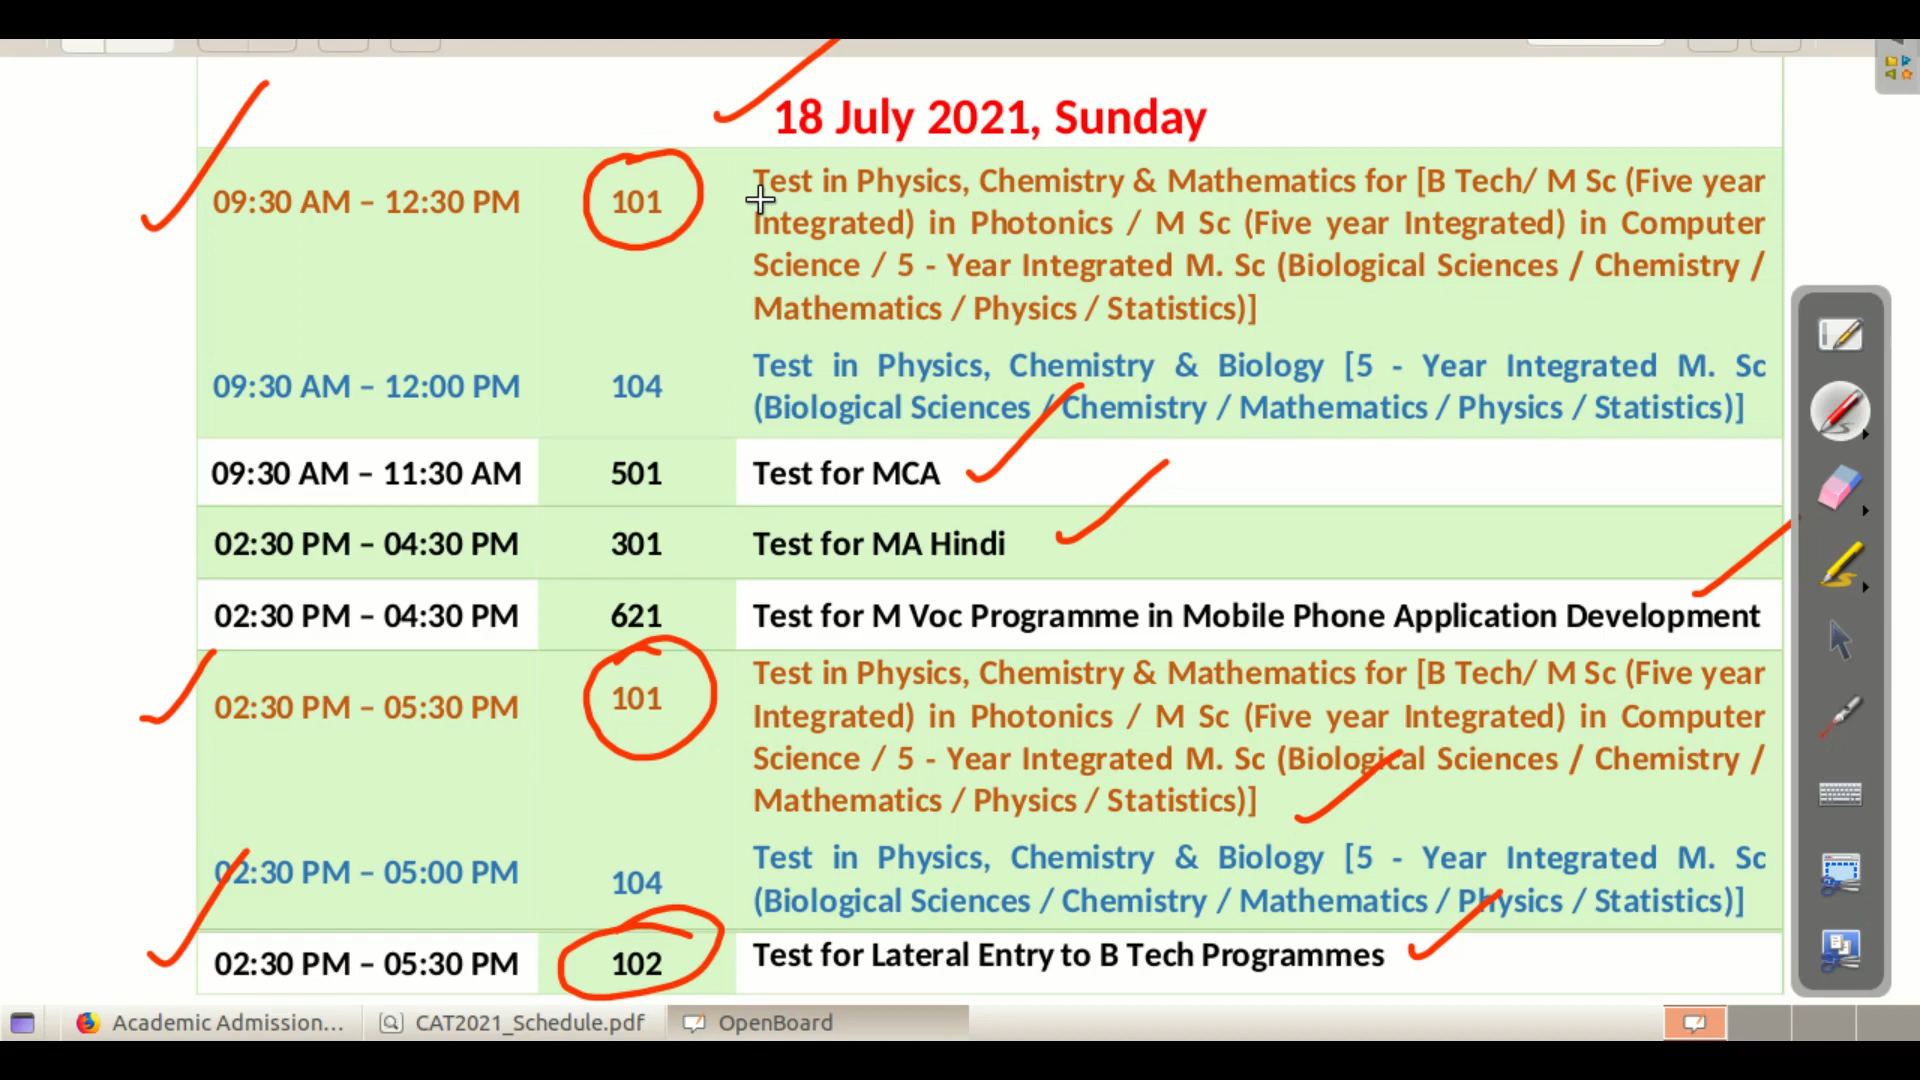 18 July 2021, Sunday
09:30 AM – 12:30 PM 101 Test in Physics, Chemistry & Mathematics for [B Tech/ M Sc (Five year
Integrated) in Photonics / M Sc (Five year Integrated) in Computer
Science / 5 - Year Integrated M. Sc (Biological Sciences / Chemistry /
Mathematics / Physics / Statistics)]
09:30 AM – 12:00 PM 104 Test in Physics, Chemistry & Biology [5 - Year Integrated M. Sc
(Biological Sciences / Chemistry / Mathematics / Physics / Statistics)]
09:30 AM – 11:30 AM 501 Test for MCA
02:30 PM – 04:30 PM 301 Test for MA Hindi
02:30 PM – 04:30 PM 621 Test for M Voc Programme in Mobile Phone Application Development
02:30 PM – 05:30 PM 101 Test in Physics, Chemistry & Mathematics for [B Tech/ M Sc (Five year
Integrated) in Photonics / M Sc (Five year Integrated) in Computer
Science / 5 - Year Integrated M. Sc (Biological Sciences / Chemistry /
Mathematics / Physics / Statistics)]
02:30 PM – 05:00 PM 104 Test in Physics, Chemistry & Biology [5 - Year Integrated M. Sc
(Biological Sciences / Chemistry / Mathematics / Physics / Statistics)]
02:30 PM – 05:30 PM 102 Test for Lateral Entry to B Tech Programmes
Academic Admission... CAT2021_Schedule.pdf OpenBoard